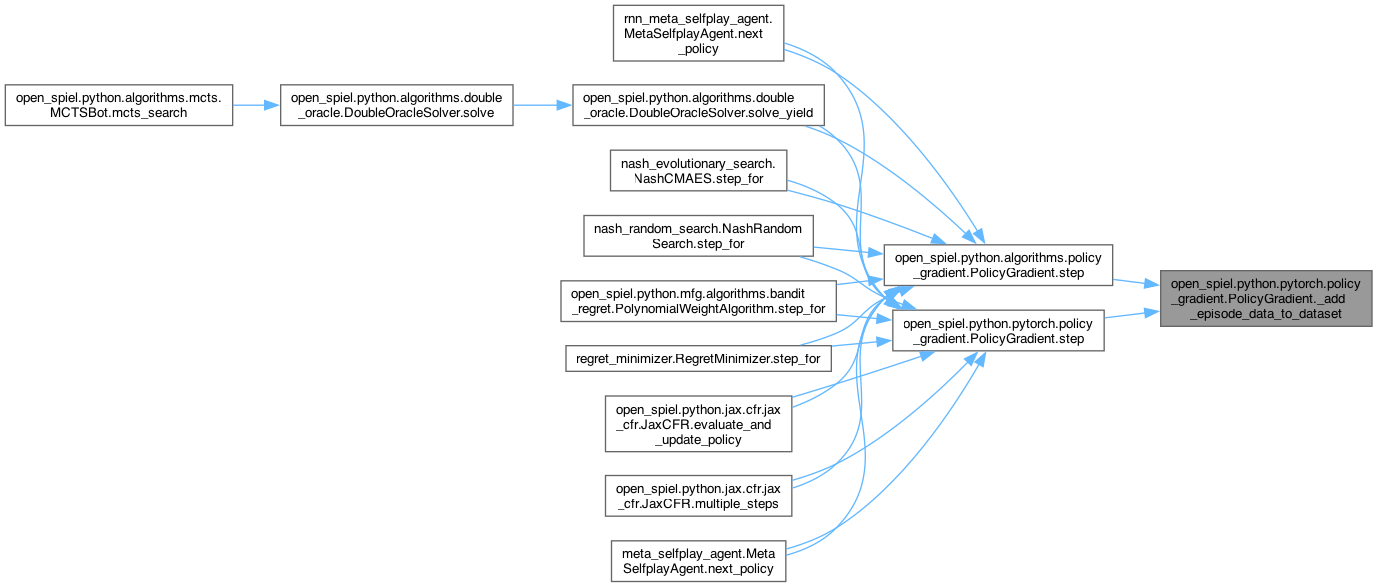 rnn_meta_selfplay_agent.
MetaSelfplayAgent.next
_policy
open_spiel.python.algorithms.mcts.
MCTSBot.mcts_search
open_spiel.python.algorithms.double
_oracle.DoubleOracleSolver.solve
open_spiel.python.algorithms.double
_oracle.DoubleOracleSolver.solve_yield
nash_evolutionary_search.
NashCMAES.step_for
nash_random_search.NashRandom
Search.step_for
open_spiel.python.algorithms.policy
_gradient.PolicyGradient.step
open_spiel.python.pytorch.policy
_gradient.PolicyGradient._add
_episode_data_to_dataset
open_spiel.python.mfg.algorithms.bandit
_regret.PolynomialWeightAlgorithm.step_for
open_spiel.python.pytorch.policy
_gradient.PolicyGradient.step
regret_minimizer.RegretMinimizer.step_for
open_spiel.python.jax.cfr.jax
_cfr.JaxCFR.evaluate_and
_update_policy
open_spiel.python.jax.cfr.jax
_cfr.JaxCFR.multiple_steps
meta_selfplay_agent.Meta
SelfplayAgent.next_policy